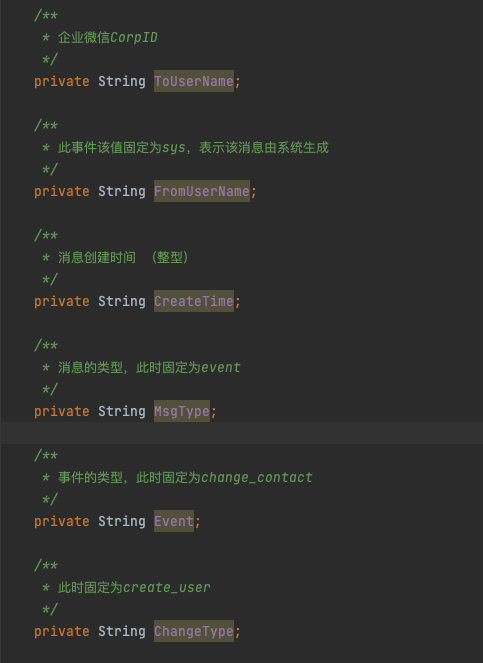 /**
* 企业微信CorpID
*/
private String ToUserName;
/**
* 此事件该值固定为sys，表示该消息由系统生成
*/
private String FromUserName;
/**
* 消息创建时间 （整型）
*/
private String CreateTime;
/**
* 消息的类型，此时固定为event
*/
private String MsgType;
/**
* 事件的类型，此时固定为change_contact
*/
private String Event;
/**
* 此时固定为create_user
*/
private String ChangeType;